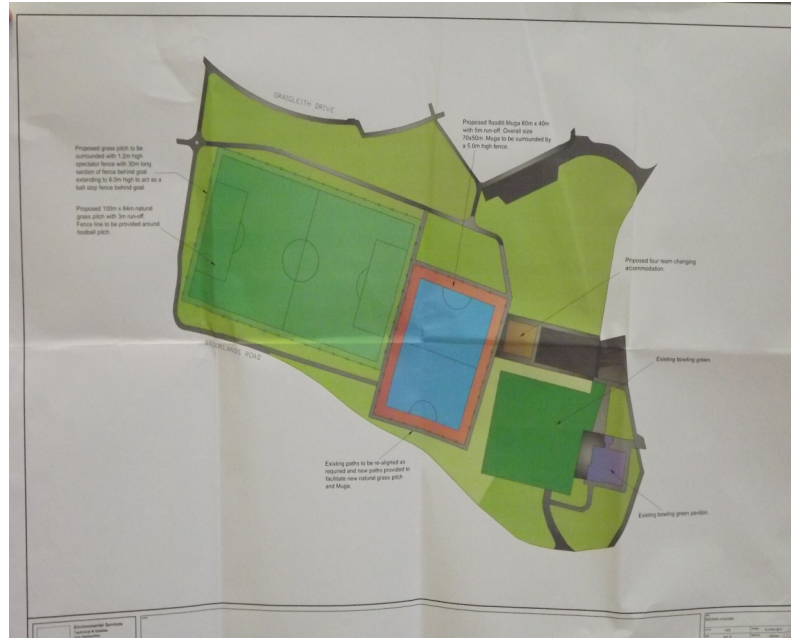 CRAIGLEITH DRIVE
Proposed floodlit Muga 60m x 40m
with 5m run-off. Overall size
70x50m. Muga to be surrounded by
a 5.0m high fence.
Proposed grass pitch to be
surrounded with 1.2m high
spectator fence with 30m long
section of fence behind goal
extending to 6.0m high to act as a
ball stop fence behind goal.
Proposed 100m x 64m natural
grass pitch with 3m run-off.
Fence line to be provided around
football pitch.
Proposed four team changing
accommodation.
ROAD
Existing bowling green.
Existing paths to be re-aligned as
required and new paths provided to
facilitate new natural grass pitch
and Muga.
Existing bowling green pavilion.
Environmental Services